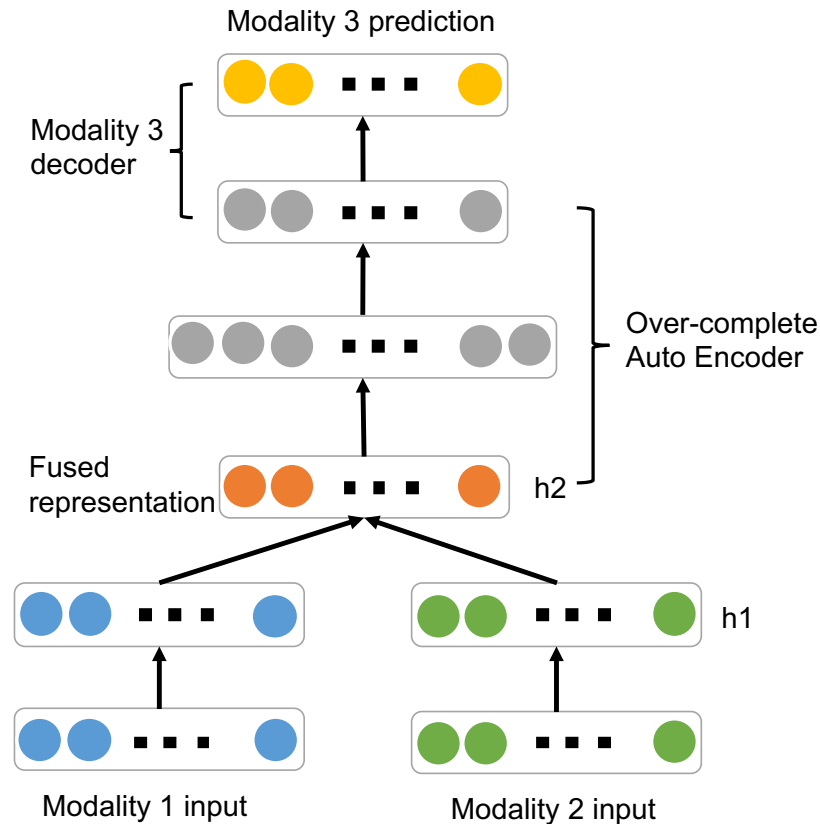 Modality 3 prediction
Modality 3
decoder
Over-complete
Auto Encoder
Fused
representation
h2
h1
Modality 1 input
Modality 2 input